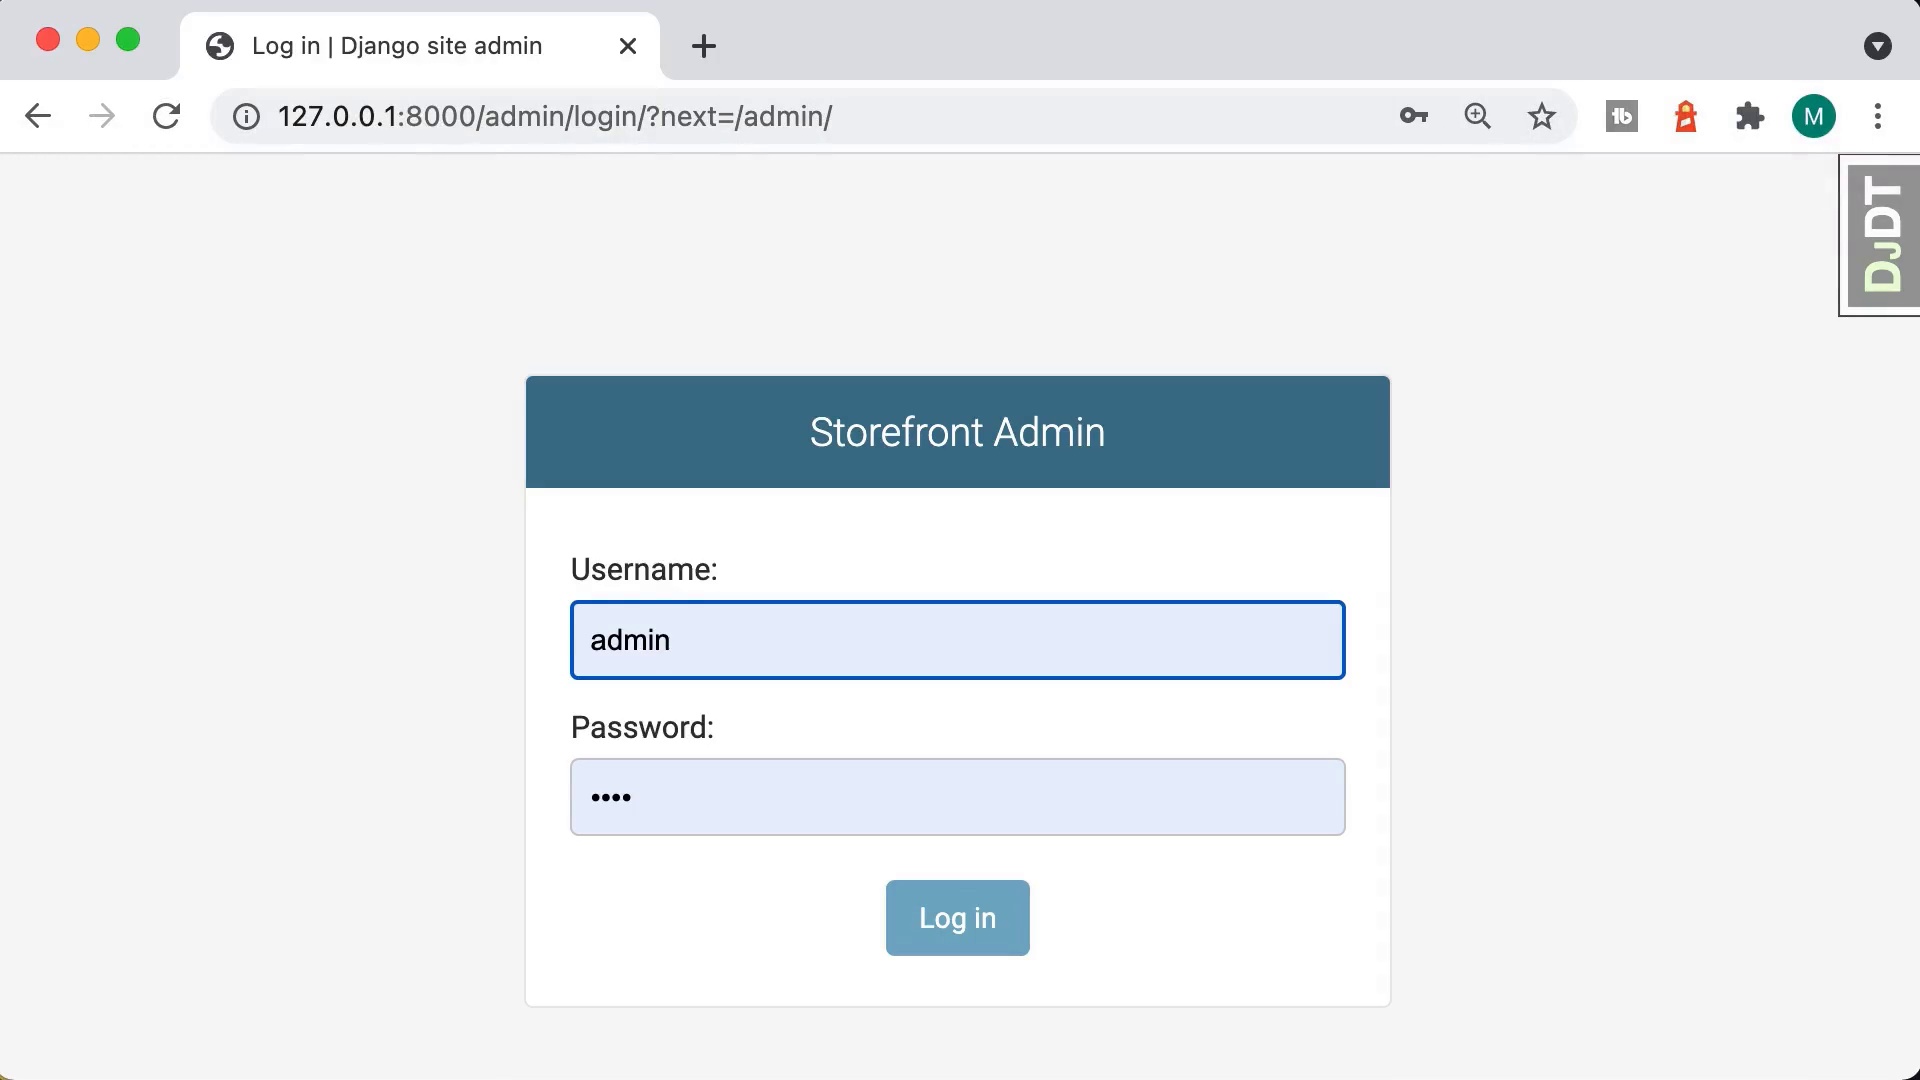 Log in | Django site admin
127.0.0.1:8000/admin/login/?next=/admin/
tb
M
DJDT
Storefront Admin
Username:
admin
Password:
••••
Log in